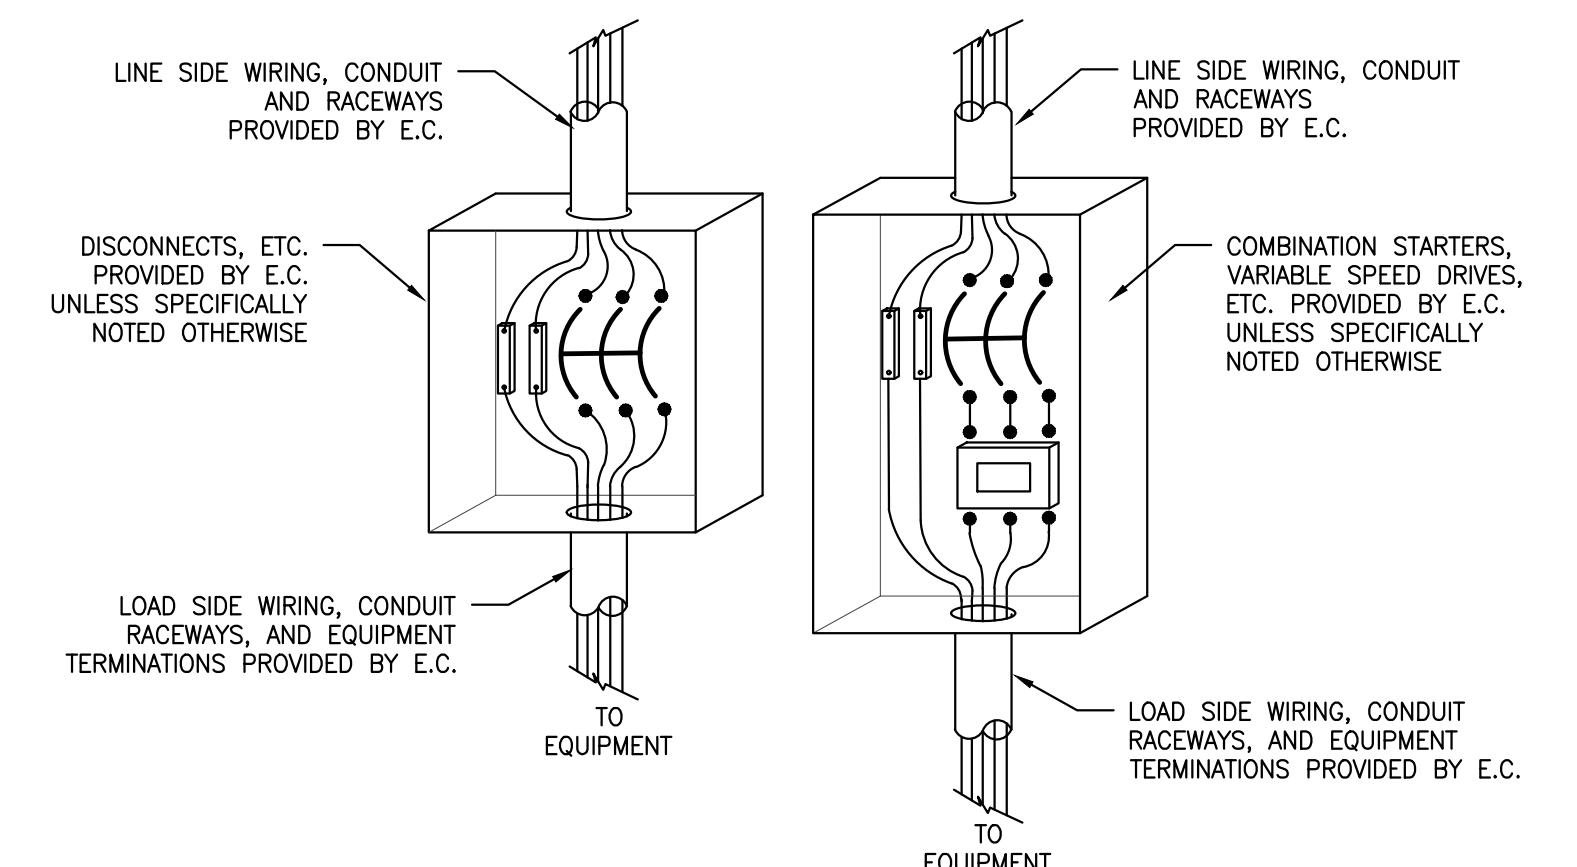 LINE SIDE WIRING, CONDUIT
AND RACEWAYS
PROVIDED BY E.C.
DISCONNECTS, ETC.
PROVIDED BY E.C.
UNLESS SPECIFICALLY
NOTED OTHERWISE
LOAD SIDE WIRING, CONDUIT
RACEWAYS, AND EQUIPMENT
TERMINATIONS PROVIDED BY E.C.
TO
EQUIPMENT
LINE SIDE WIRING, CONDUIT
AND RACEWAYS
PROVIDED BY E.C.
COMBINATION STARTERS,
VARIABLE SPEED DRIVES,
ETC. PROVIDED BY E.C.
UNLESS SPECIFICALLY
NOTED OTHERWISE
LOAD SIDE WIRING, CONDUIT
RACEWAYS, AND EQUIPMENT
TERMINATIONS PROVIDED BY E.C.
TO
EQUIPMENT